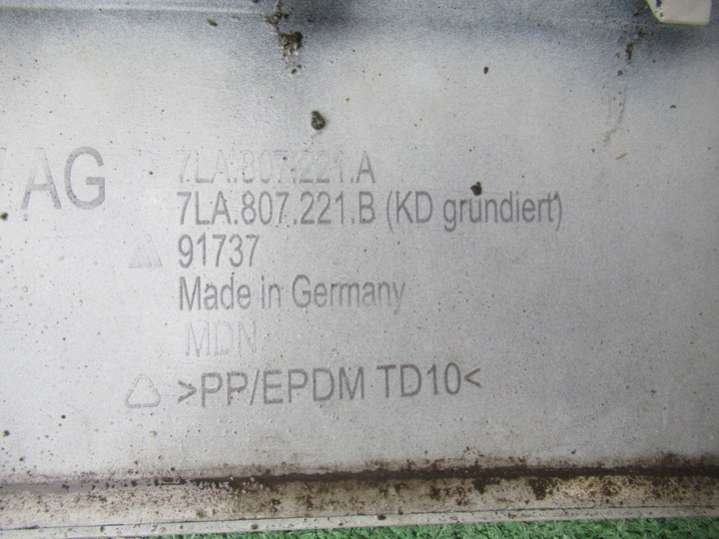 AG
7LA.807.221.A
7LA.807.221.B (KD grundiert)
91737
Made in Germany
MDN
>PP/EPDM TD10<